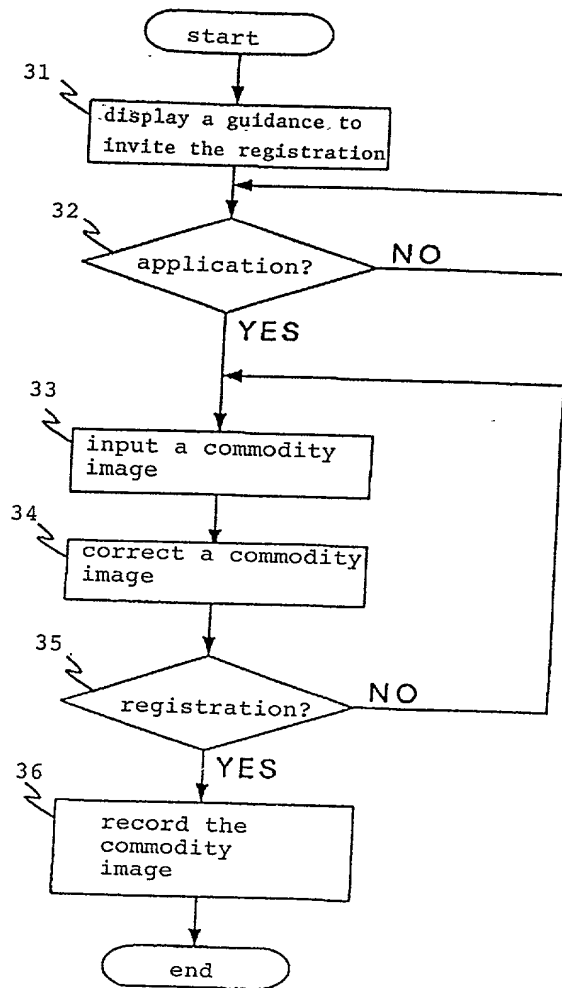 start
31
display a guidance to
invite the registration
32
application?
NO
YES
33
input a commodity
image
34
correct a commodity
image
35
registration?
NO
YES
36
record the
commodity
image
end